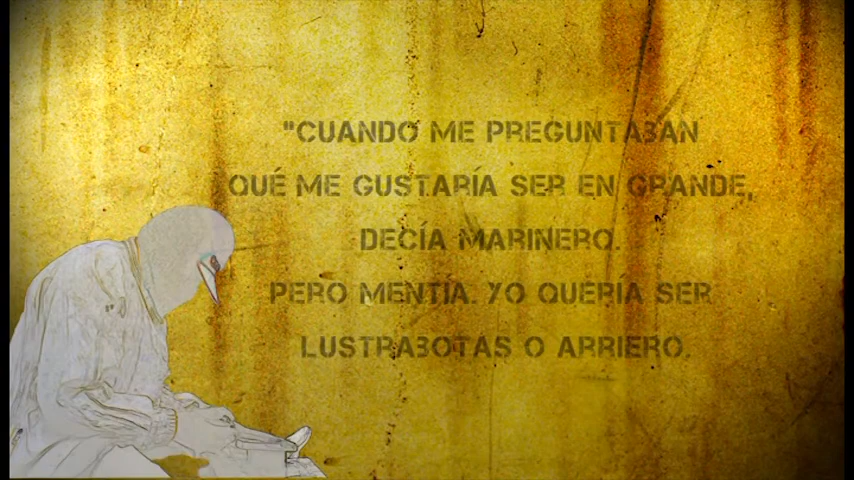 "CUANDO ME PREGUNTABAN
QUÉ ME GUSTARÍA SER EN GRANDE,
DECÍA MARINERO.
PERO MENTÍA. YO QUERÍA SER
LUSTRABOTAS O ARRIERO.